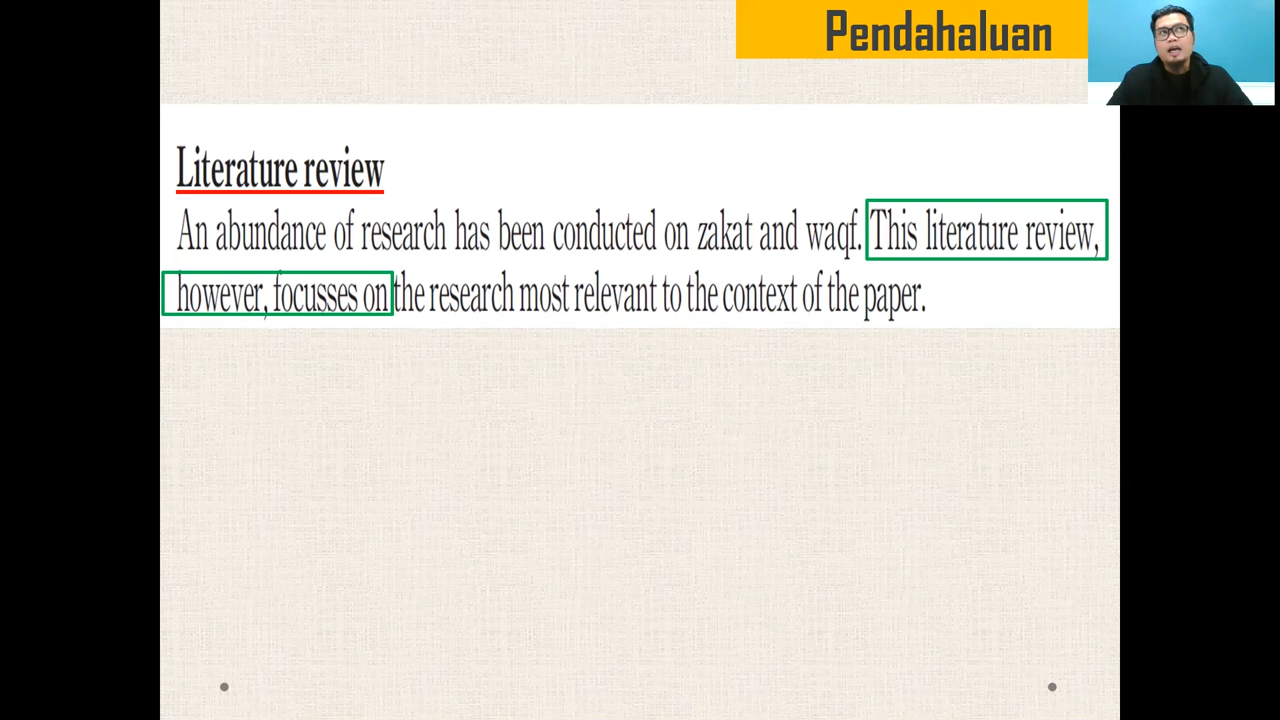 Pendahaluan
Literature review
An abundance of research has been conducted on zakat and waqf. This literature review,
however, focusses on the research most relevant to the context of the paper.